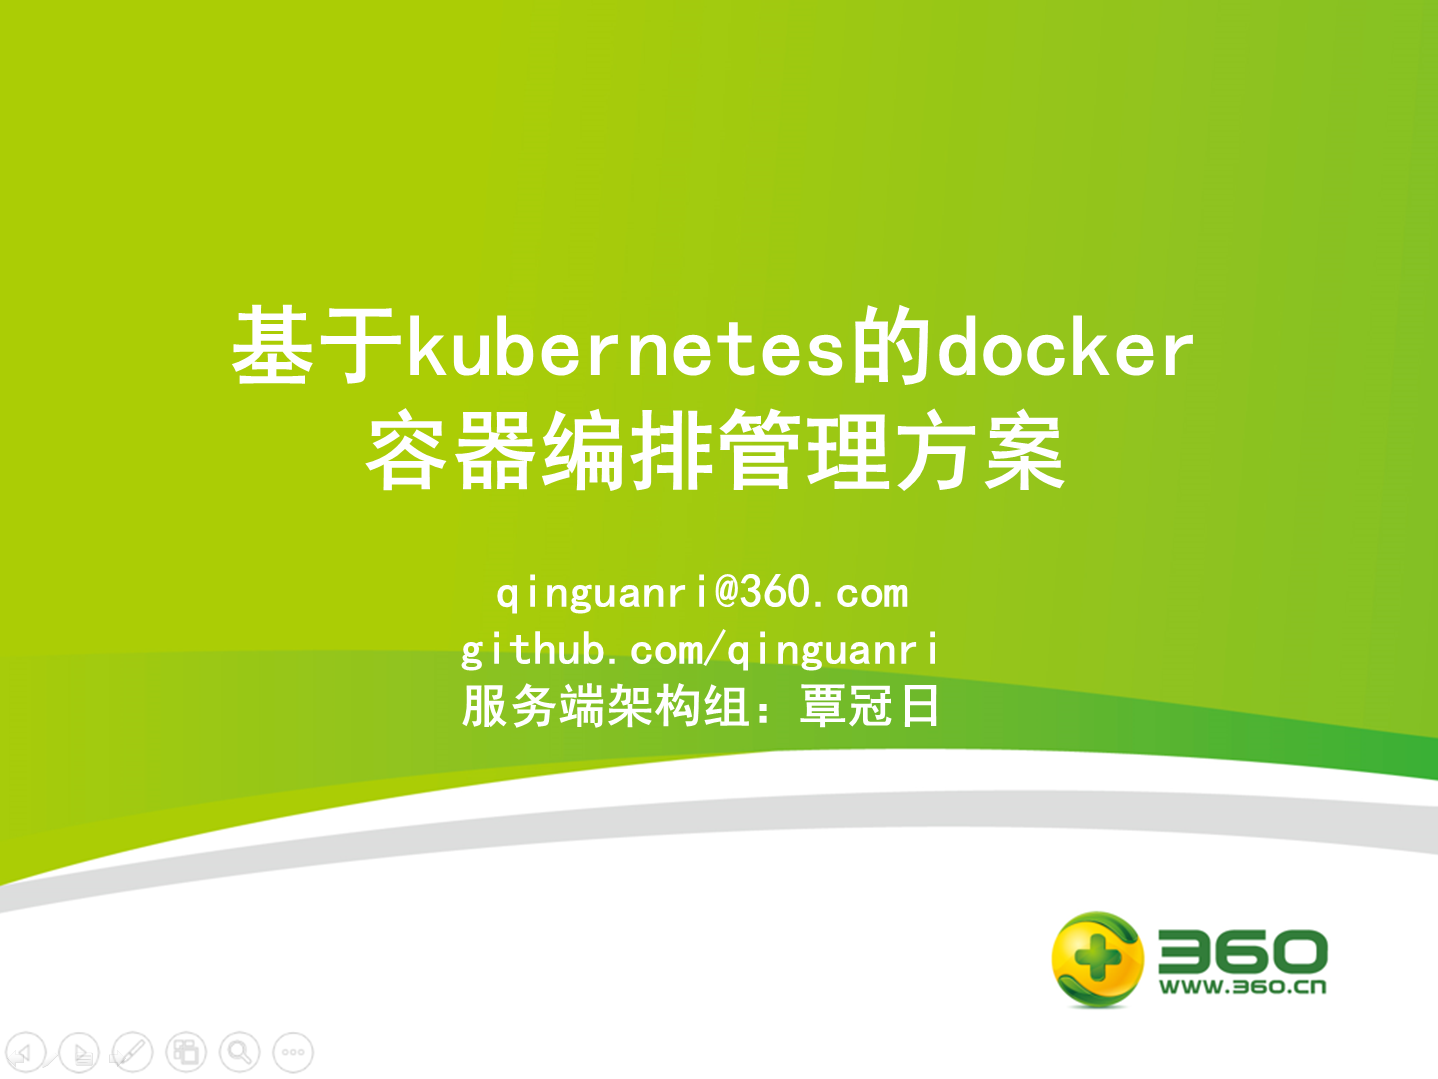 基于kubernetes的docker
容器编排管理方案
qinguanri@360.com
github.com/qinguanri
服务端架构组：覃冠日
360
www.360.cn